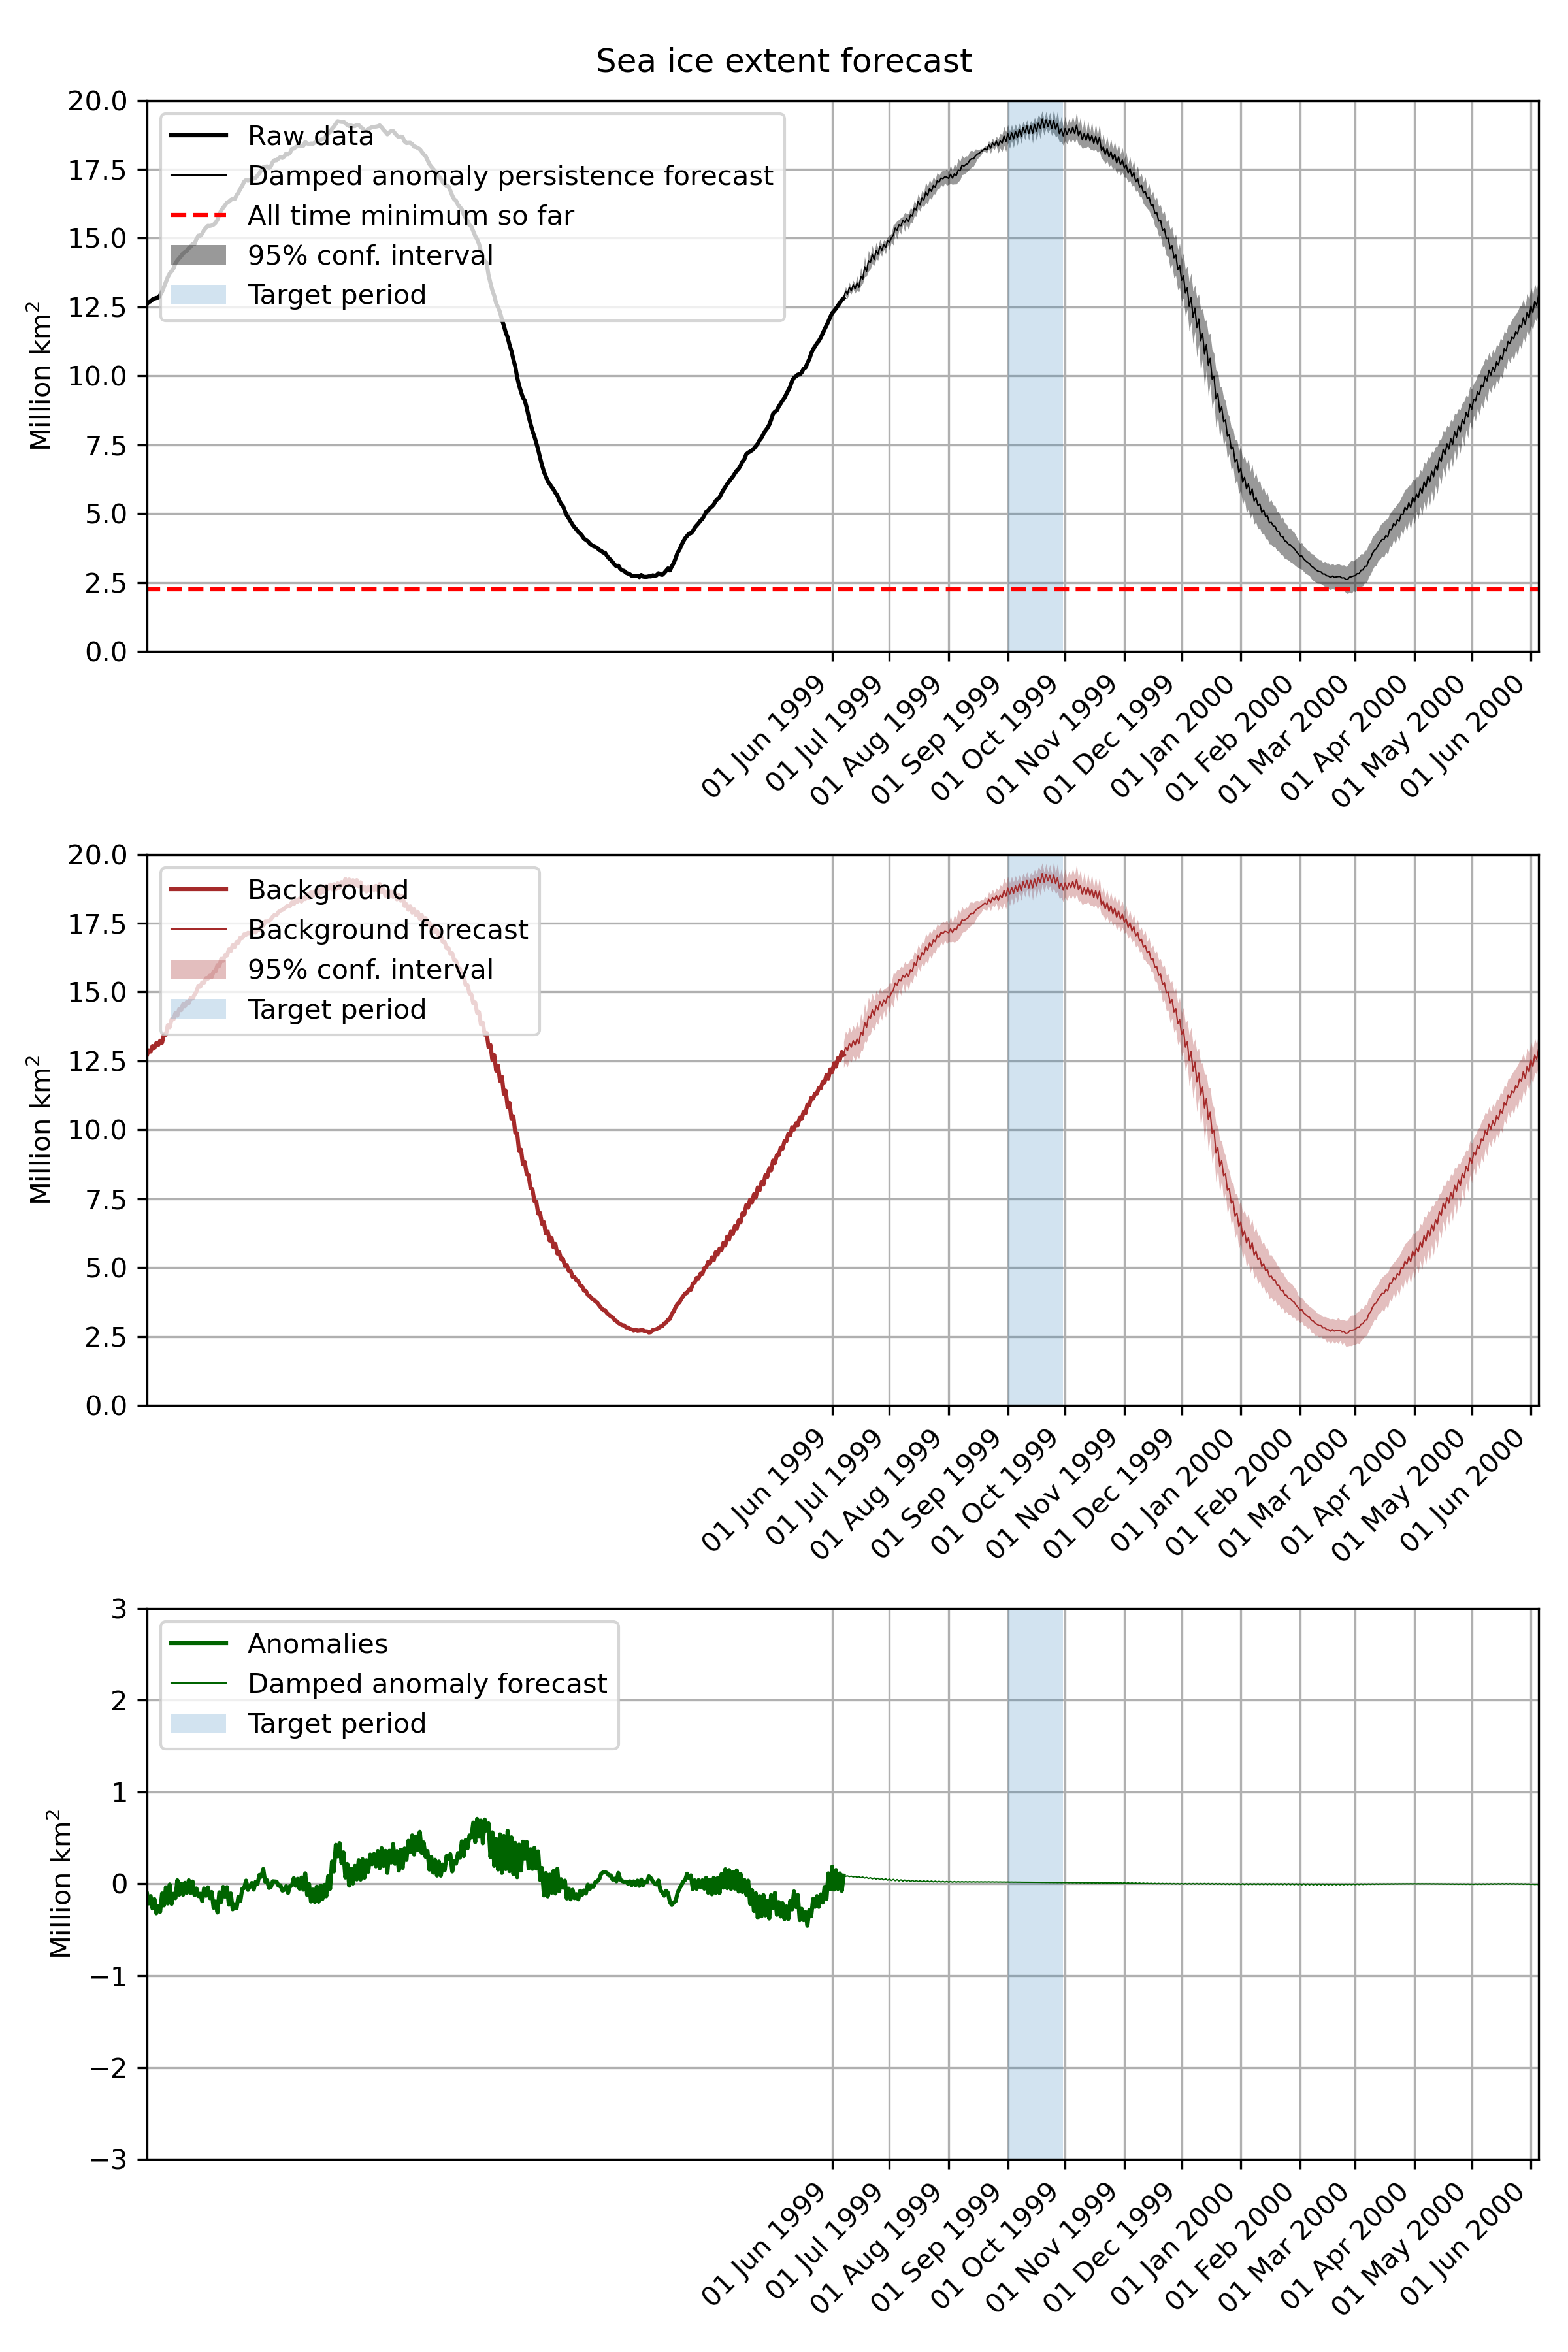 Sea ice extent forecast
20.0
17.5
15.0
12.5
10.0
7.5
5.0
2.5
0.0
Million km²
Raw data
Damped anomaly persistence forecast
All time minimum so far
95% conf. interval
Target period
01 Jun 1999
01 Jul 1999
01 Aug 1999
01 Sep 1999
01 Oct 1999
01 Nov 1999
01 Dec 1999
01 Jan 2000
01 Feb 2000
01 Mar 2000
01 Apr 2000
01 May 2000
01 Jun 2000
20.0
17.5
15.0
12.5
10.0
7.5
5.0
2.5
0.0
Million km²
Background
Background forecast
95% conf. interval
Target period
01 Jun 1999
01 Jul 1999
01 Aug 1999
01 Sep 1999
01 Oct 1999
01 Nov 1999
01 Dec 1999
01 Jan 2000
01 Feb 2000
01 Mar 2000
01 Apr 2000
01 May 2000
01 Jun 2000
3
2
1
0
−1
−2
−3
Million km²
Anomalies
Damped anomaly forecast
Target period
01 Jun 1999
01 Jul 1999
01 Aug 1999
01 Sep 1999
01 Oct 1999
01 Nov 1999
01 Dec 1999
01 Jan 2000
01 Feb 2000
01 Mar 2000
01 Apr 2000
01 May 2000
01 Jun 2000